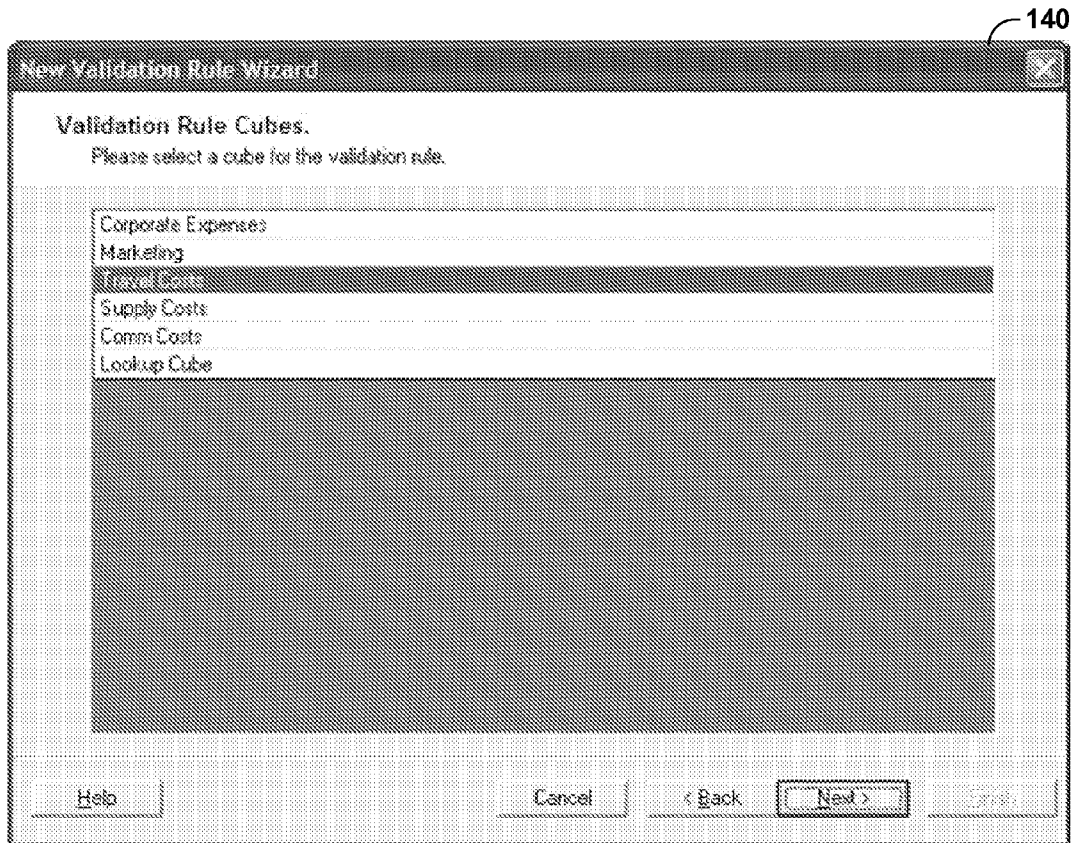 140
New Validation Rule Wizard
Validation Rule Cubes.
Please select a cube for the validation rule.
Corporate Expenses
Marketing
Travel Costs
Supply Costs
Comm Costs
Lookup Cube
Help
Cancel
< Back
Next >
Finish